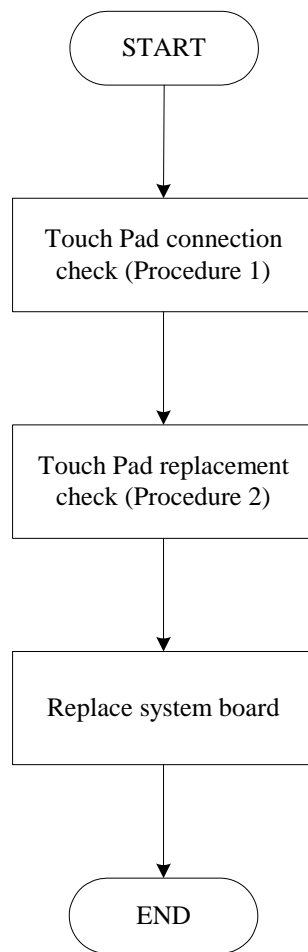 START
Touch Pad connection
check (Procedure 1)
Touch Pad replacement
check (Procedure 2)
Replace system board
END